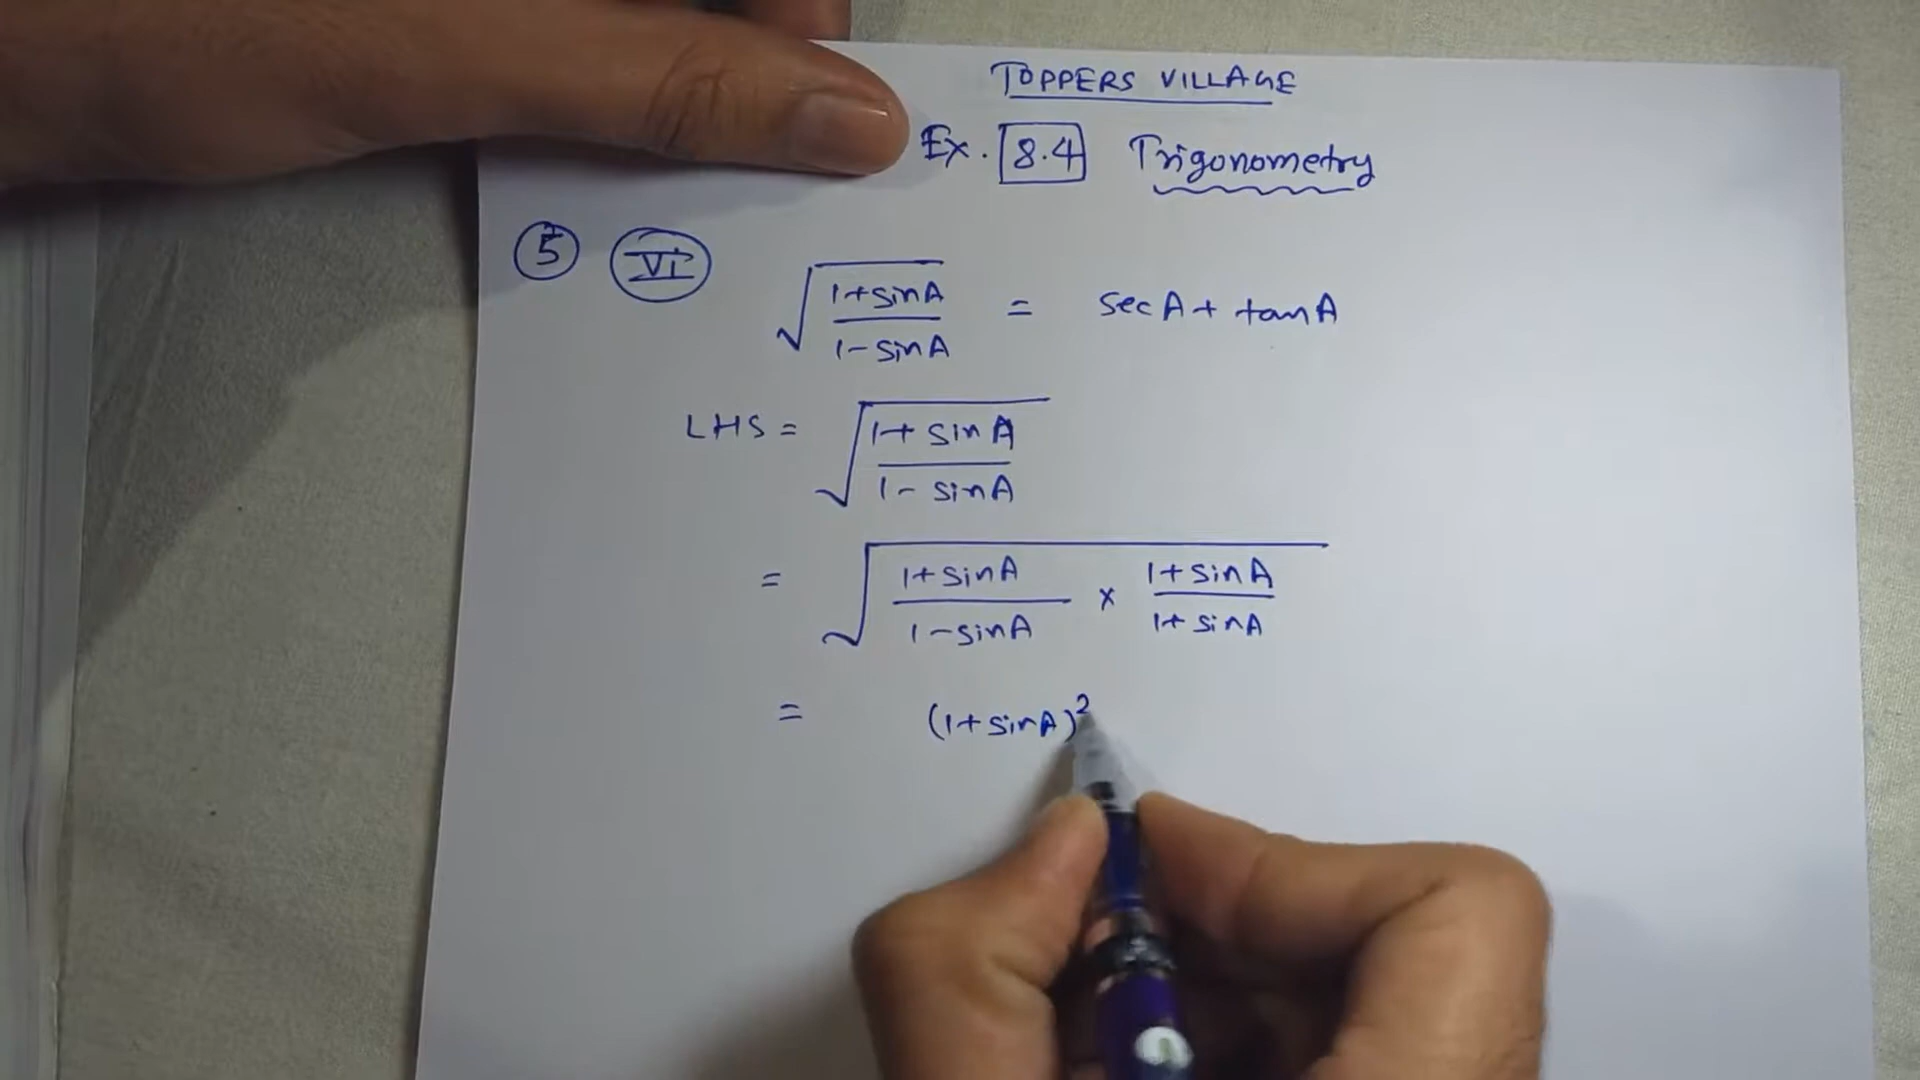 TOPPERS VILLAGE
Ex. 8.4 Trigonometry
5 VI √((1+sinA)/(1-sinA)) = secA + tanA
LHS = √((1+sinA)/(1-sinA))
= √((1+sinA)/(1-sinA) × (1+sinA)/(1+sinA))
= (1+sinA)²